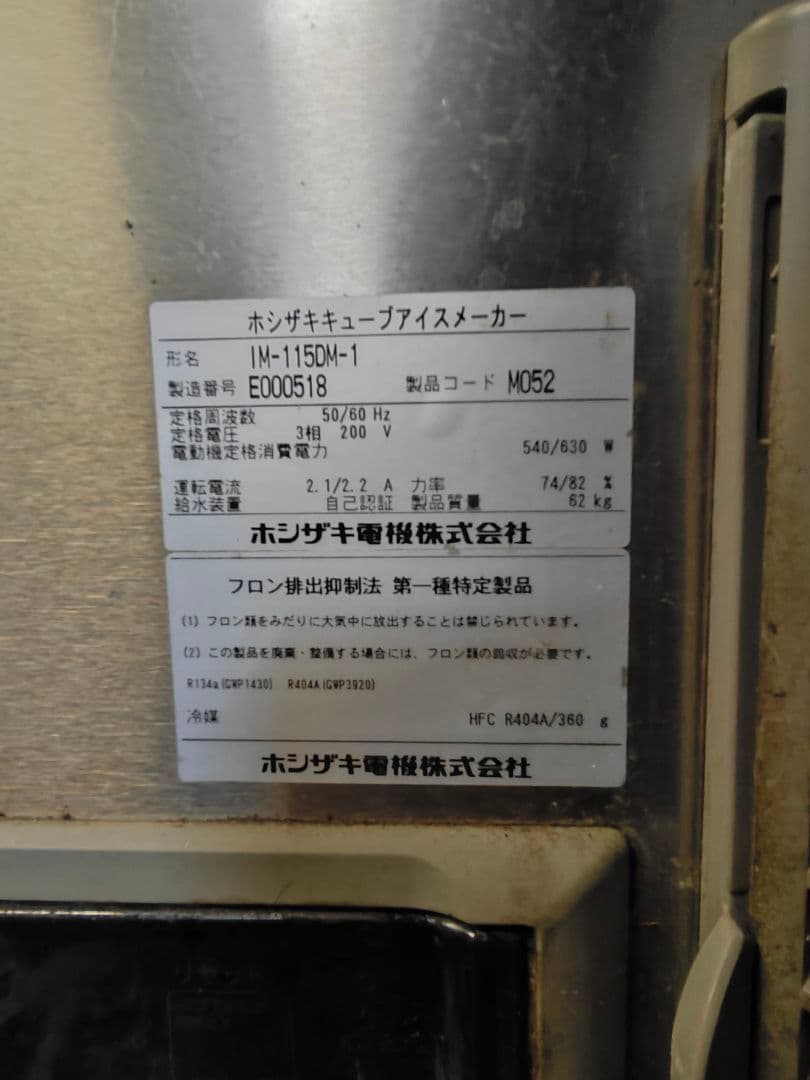 ホシザキキューブアイスメーカー
形名 IM-115DM-1
製造番号 E000518 製品コード M052
定格周波数 50/60 Hz
定格電圧 3相 200 V
電動機定格消費電力 540/630 W
運転電流 2.1/2.2 A 力率 74/82 %
給水装置 自己認証 製品質量 62 kg
ホシザキ電機株式会社
フロン排出抑制法 第一種特定製品
(1) フロン類をみだりに大気中に放出することは禁じられています。
(2) この製品を廃棄・整備する場合には、フロン類の回収が必要です。
R134a(GWP1430) R404A(GWP3920)
冷媒 HFC R404A/360 g
ホシザキ電機株式会社